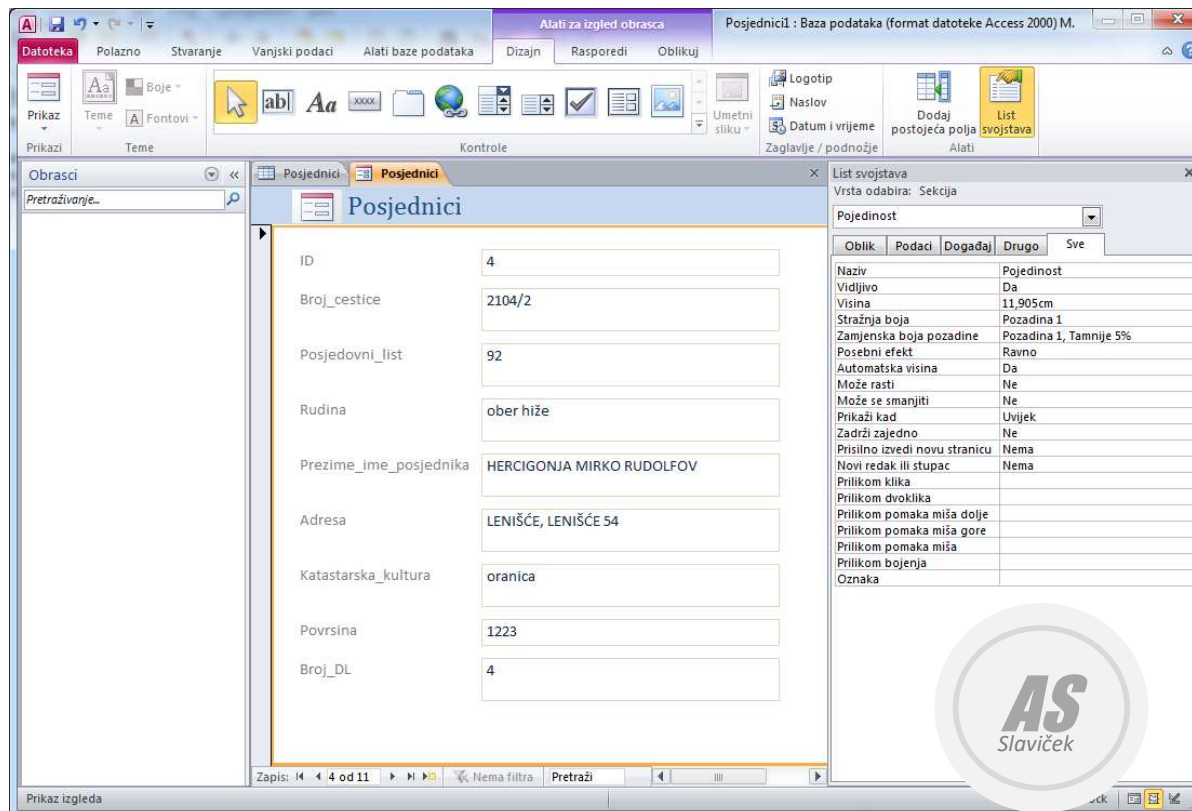 Alati za izgled obrasca
Posjednici1 : Baza podataka (format datoteke Access 2000) M.
Datoteka Polazno Stvaranje Vanjski podaci Alati baze podataka Dizajn Rasporedi Oblikuj
Prikaz
Prikazi
Aa
Teme
Boje
A Fontovi
Teme
ab| Aa xxxx
Kontrole
Umetni sliku
Logotip
Naslov
Datum i vrijeme
Zaglavlje / podnožje
Dodaj postojeća polja
List svojstava
Alati
Obrasci
Pretraživanje...
Posjednici Posjednici
Posjednici
ID 4
Broj_cestice 2104/2
Posjedovni_list 92
Rudina ober hiže
Prezime_ime_posjednika HERCIGONJA MIRKO RUDOLFOV
Adresa LENIŠĆE, LENIŠĆE 54
Katastarska_kultura oranica
Povrsina 1223
Broj_DL 4
Zapis: 4 od 11 Nema filtra Pretraži
List svojstava
Vrsta odabira: Sekcija
Pojedinost
Oblik Podaci Događaj Drugo Sve
Naziv Pojedinost
Vidljivo Da
Visina 11,905cm
Stražnja boja Pozadina 1
Zamjenska boja pozadine Pozadina 1, Tamnije 5%
Posebni efekt Ravno
Automatska visina Da
Može rasti Ne
Može se smanjiti Ne
Prikaži kad Uvijek
Zadrži zajedno Ne
Prisilno izvedi novu stranicu Nema
Novi redak ili stupac Nema
Prilikom klika
Prilikom dvoklika
Prilikom pomaka miša dolje
Prilikom pomaka miša gore
Prilikom pomaka miša
Prilikom bojenja
Oznaka
AS
Slaviček
Prikaz izgleda